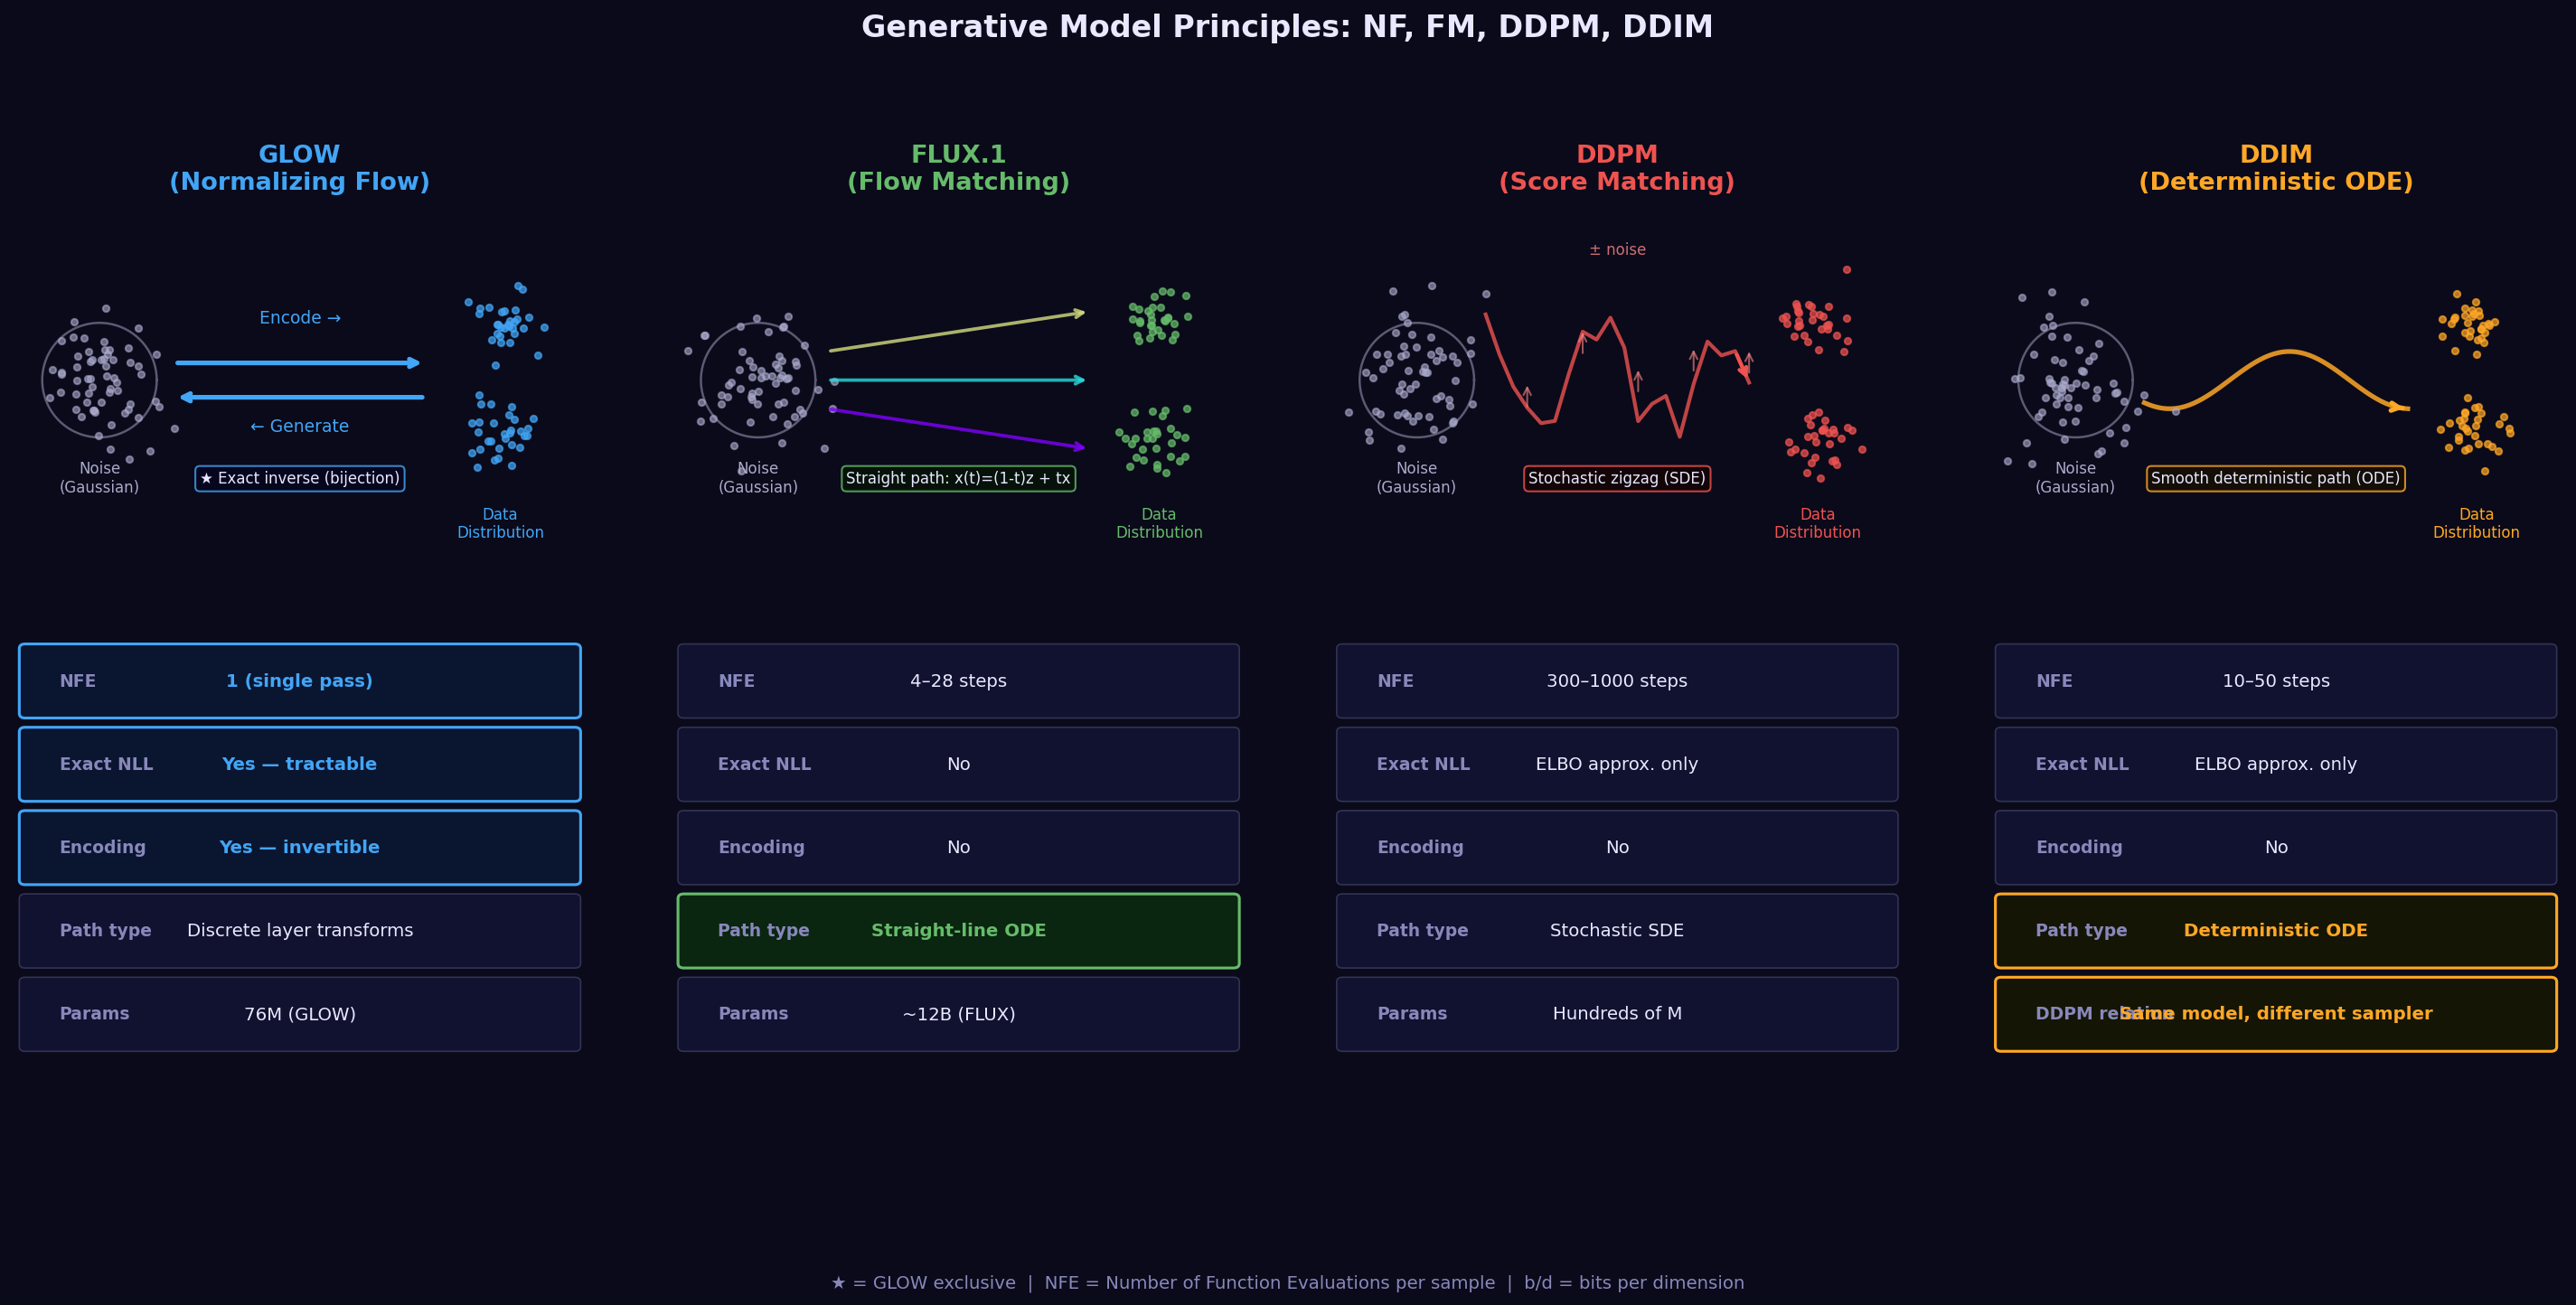 Generative Model Principles: NF, FM, DDPM, DDIM
GLOW
(Normalizing Flow)
Encode →
← Generate
Noise
(Gaussian)
★ Exact inverse (bijection)
Data
Distribution
FLUX.1
(Flow Matching)
Noise
(Gaussian)
Straight path: x(t)=(1-t)z + tx
Data
Distribution
DDPM
(Score Matching)
± noise
Noise
(Gaussian)
Stochastic zigzag (SDE)
Data
Distribution
DDIM
(Deterministic ODE)
Noise
(Gaussian)
Smooth deterministic path (ODE)
Data
Distribution
NFE 1 (single pass)
Exact NLL Yes — tractable
Encoding Yes — invertible
Path type Discrete layer transforms
Params 76M (GLOW)
NFE 4–28 steps
Exact NLL No
Encoding No
Path type Straight-line ODE
Params ~12B (FLUX)
NFE 300–1000 steps
Exact NLL ELBO approx. only
Encoding No
Path type Stochastic SDE
Params Hundreds of M
NFE 10–50 steps
Exact NLL ELBO approx. only
Encoding No
Path type Deterministic ODE
DDPM relation Same model, different sampler
★ = GLOW exclusive | NFE = Number of Function Evaluations per sample | b/d = bits per dimension